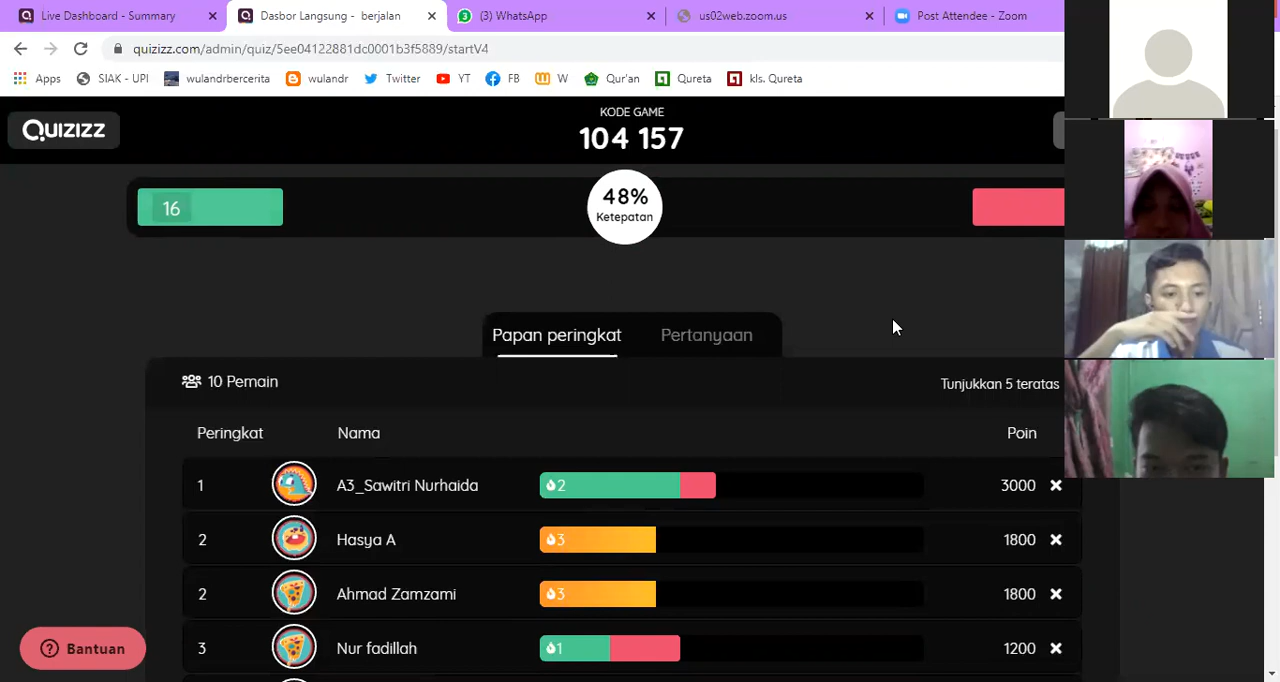 Live Dashboard - Summary
Dasbor Langsung - berjalan
(3) WhatsApp
us02web.zoom.us
Post Attendee - Zoom
quizizz.com/admin/quiz/5ee04122881dc0001b3f5889/startV4
Apps
SIAK - UPI
wulandrbercerita
wulandr
Twitter
YT
FB
W
Qur'an
Qureta
kls. Qureta
QUIZIZZ
KODE GAME
104 157
16
48%
Ketepatan
Papan peringkat
Pertanyaan
10 Pemain
Tunjukkan 5 teratas
Peringkat
Nama
Poin
1
A3_Sawitri Nurhaida
2
3000
2
Hasya A
3
1800
2
Ahmad Zamzami
3
1800
3
Nur fadillah
1
1200
Bantuan